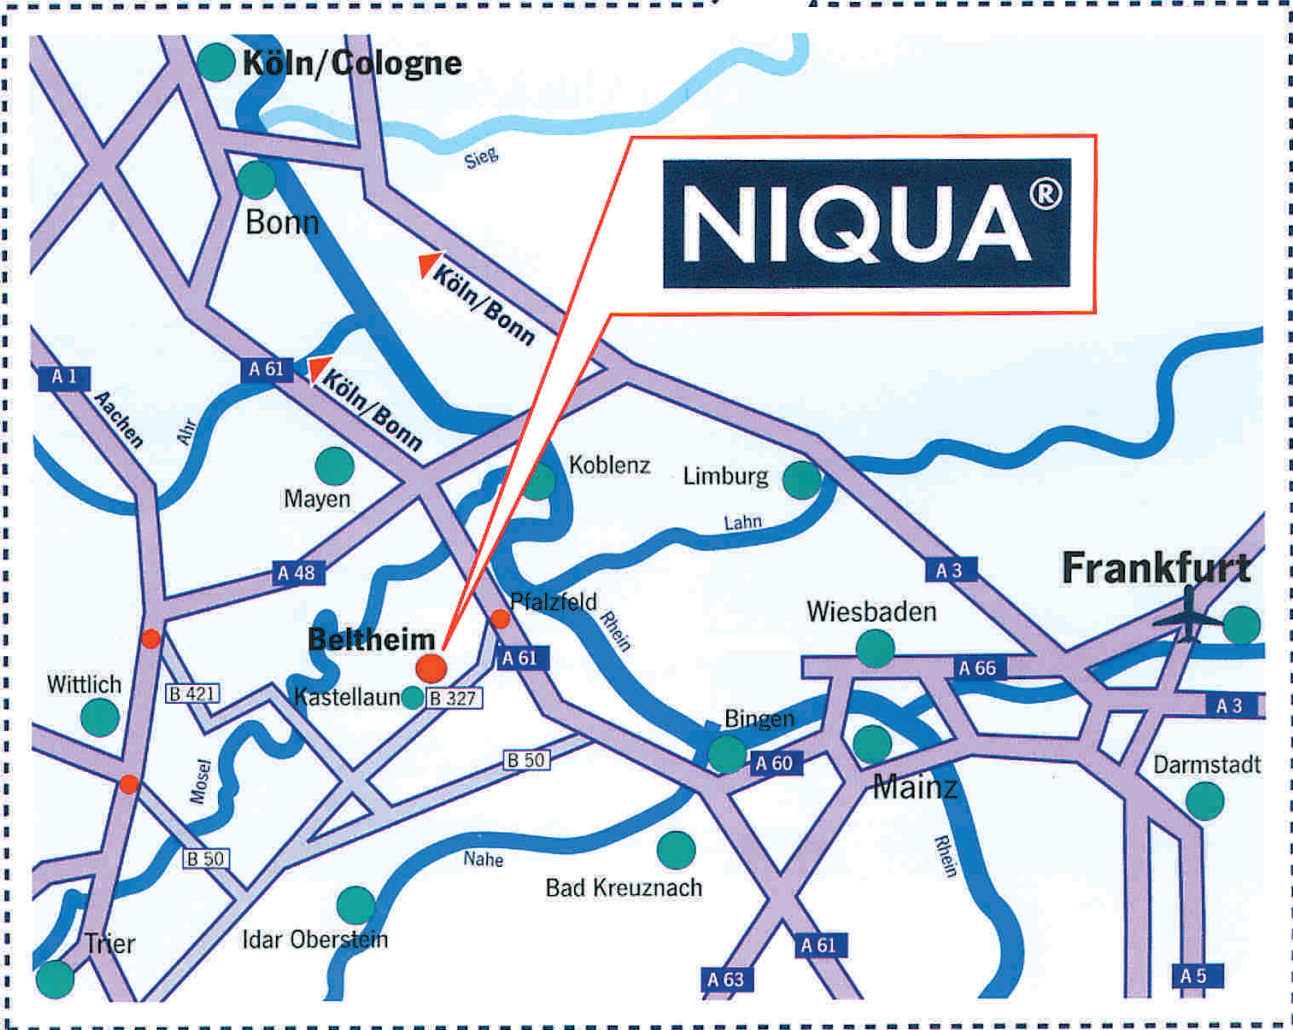 Köln/Cologne
Sieg
NIQUA®
Bonn
Köln/Bonn
A 1
A 61
Köln/Bonn
Aachen
Ahr
Mayen
Koblenz
Limburg
Lahn
A 48
A 3
Frankfurt
Pfalzfeld
Rhein
Wiesbaden
Beltheim
A 61
A 66
Wittlich
B 421
Kastellaun
B 327
A 3
Bingen
B 50
A 60
Mainz
Darmstadt
Mosel
B 50
Nahe
Rhein
Bad Kreuznach
Trier
Idar Oberstein
A 61
A 63
A 5